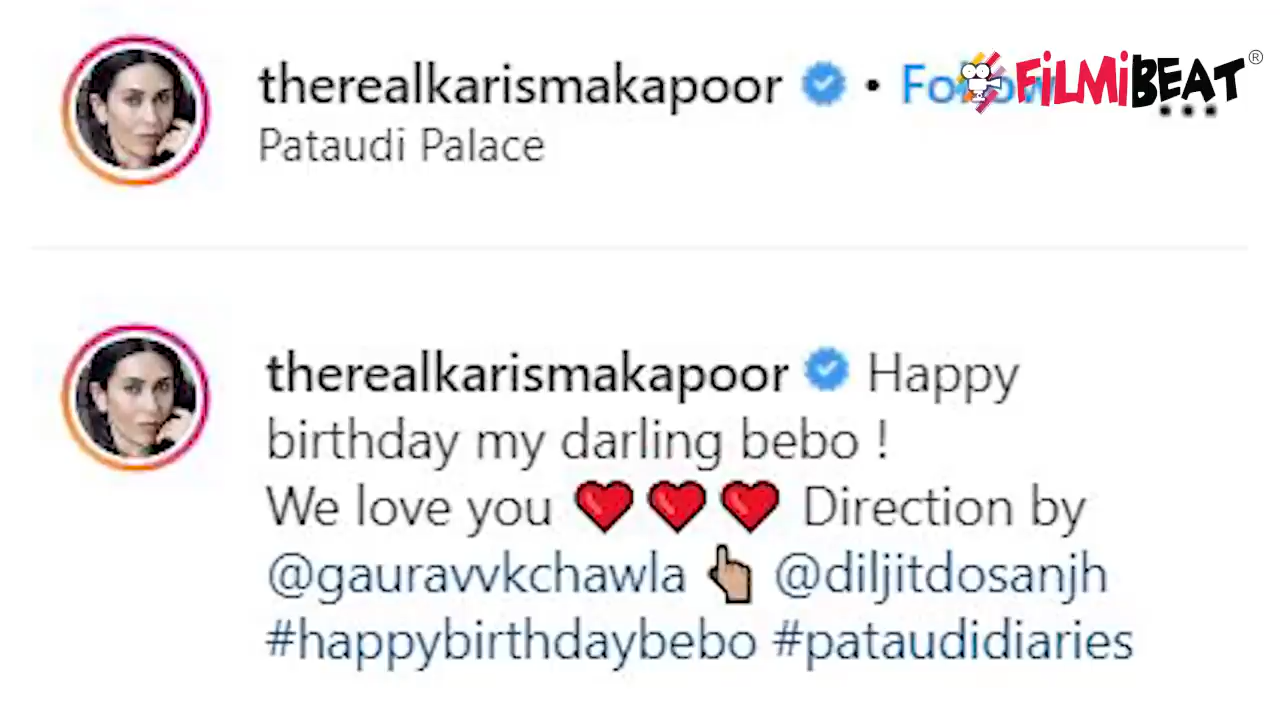 therealkarismakapoor • Follow
FiLMiBEAT®
Pataudi Palace
therealkarismakapoor Happy
birthday my darling bebo !
We love you ❤️❤️❤️ Direction by
@gauravvkchawla 👆🏽 @diljitdosanjh
#happybirthdaybebo #pataudidiaries